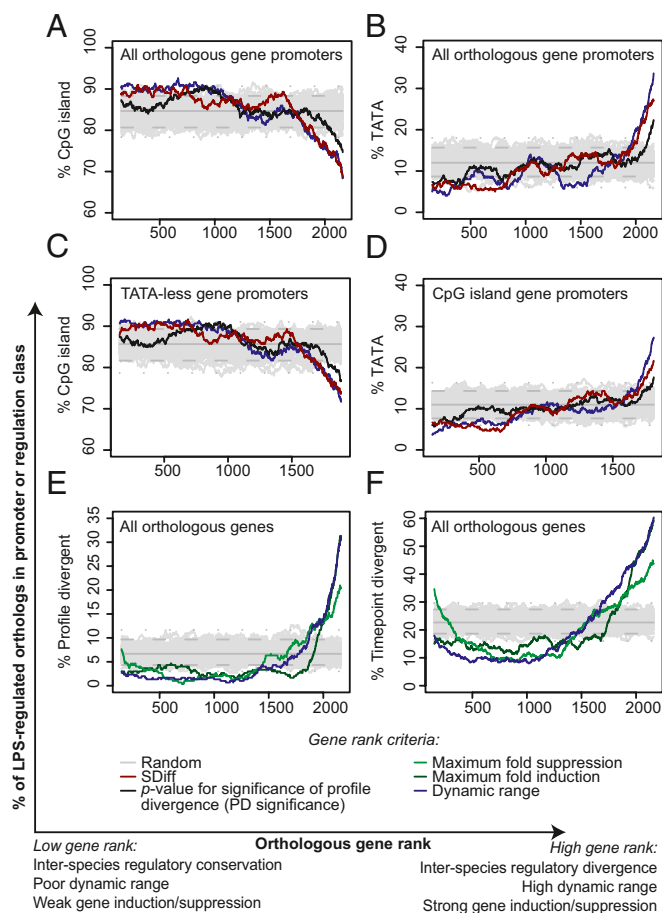 A
B
All orthologous gene promoters
All orthologous gene promoters
% CpG island
60 70 80 90 100
500 1000 1500 2000
% TATA
0 10 20 30 40
500 1000 1500 2000
C
D
TATA-less gene promoters
CpG island gene promoters
% CpG island
60 70 80 90 100
500 1000 1500
% TATA
0 10 20 30 40
500 1000 1500
E
F
All orthologous genes
All orthologous genes
% Profile divergent
0 5 10 15 20 25 30 35
500 1000 1500 2000
% Timepoint divergent
0 10 20 30 40 50 60
500 1000 1500 2000
% of LPS-regulated orthologs in promoter or regulation class
Gene rank criteria:
Random
SDiff
p-value for significance of profile
divergence (PD significance)
Maximum fold suppression
Maximum fold induction
Dynamic range
Orthologous gene rank
Low gene rank:
Inter-species regulatory conservation
Poor dynamic range
Weak gene induction/suppression
High gene rank:
Inter-species regulatory divergence
High dynamic range
Strong gene induction/suppression